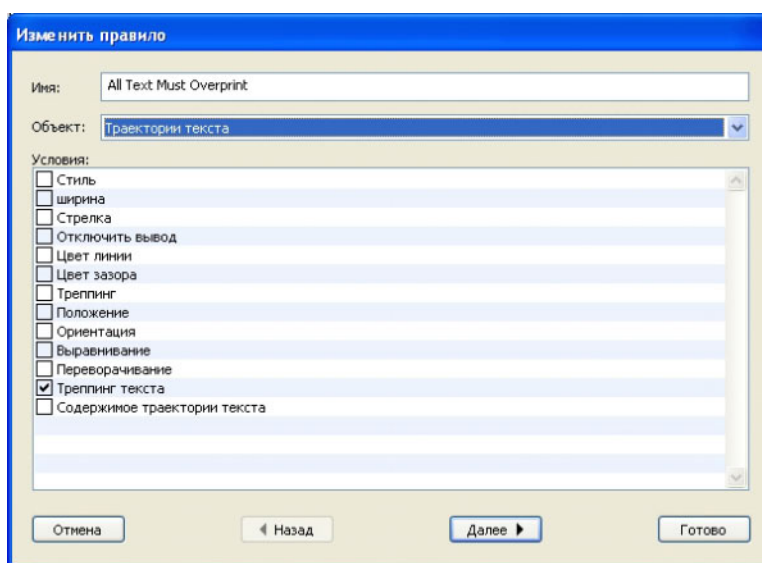 Изменить правило
Имя: All Text Must Overprint
Объект: Траектории текста
Условия:
Стиль
ширина
Стрелка
Отключить вывод
Цвет линии
Цвет зазора
Треппинг
Положение
Ориентация
Выравнивание
Переворачивание
Треппинг текста
Содержимое траектории текста
Отмена Назад Далее Готово